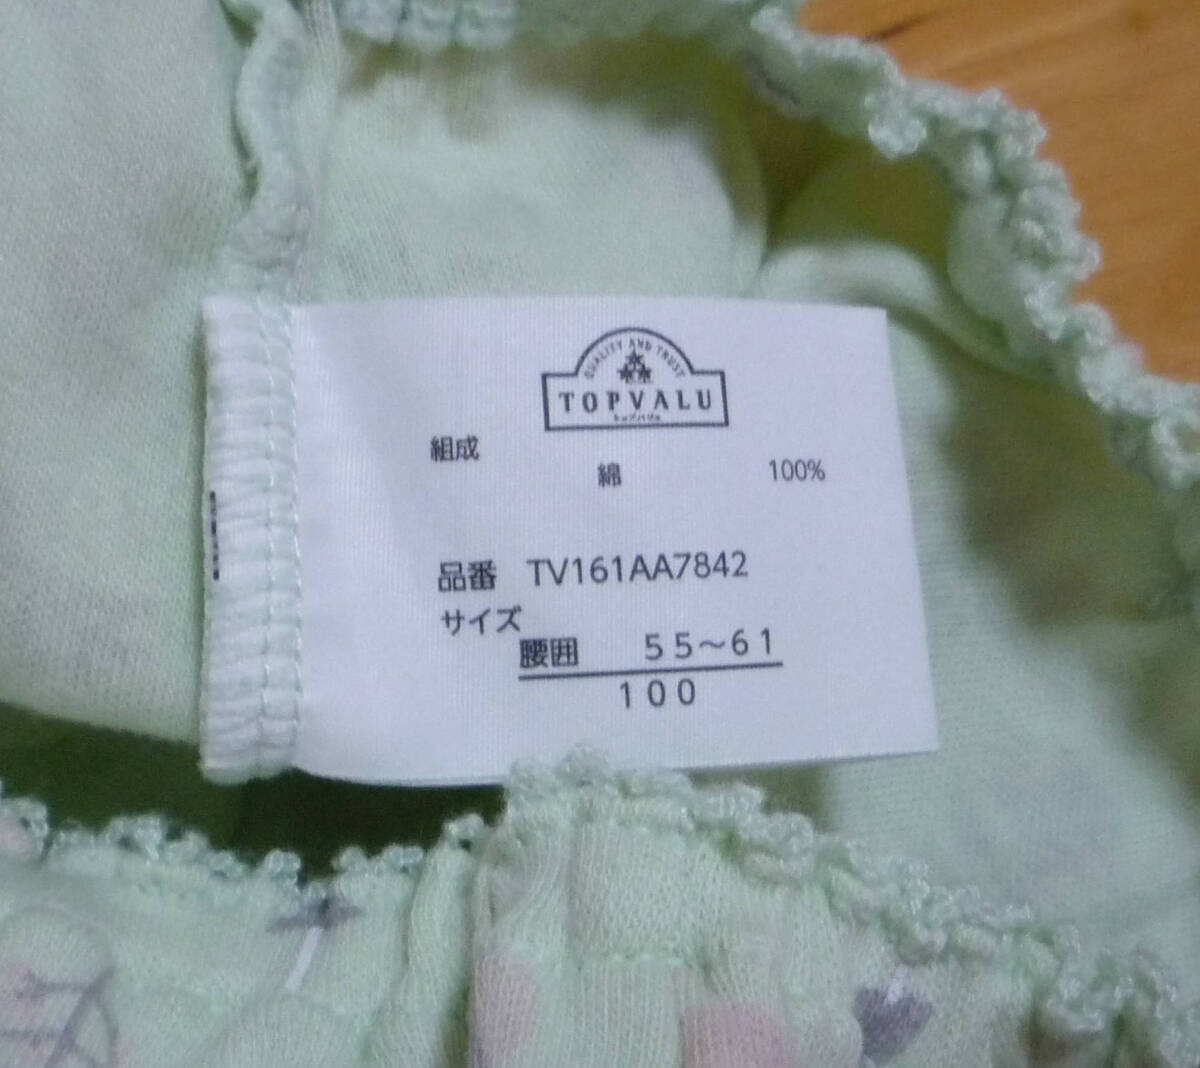 QUALITY AND TRUST
TOPVALU
トップバリュ
組成
綿 100%
品番 TV161AA7842
サイズ
腰囲 55~61
100